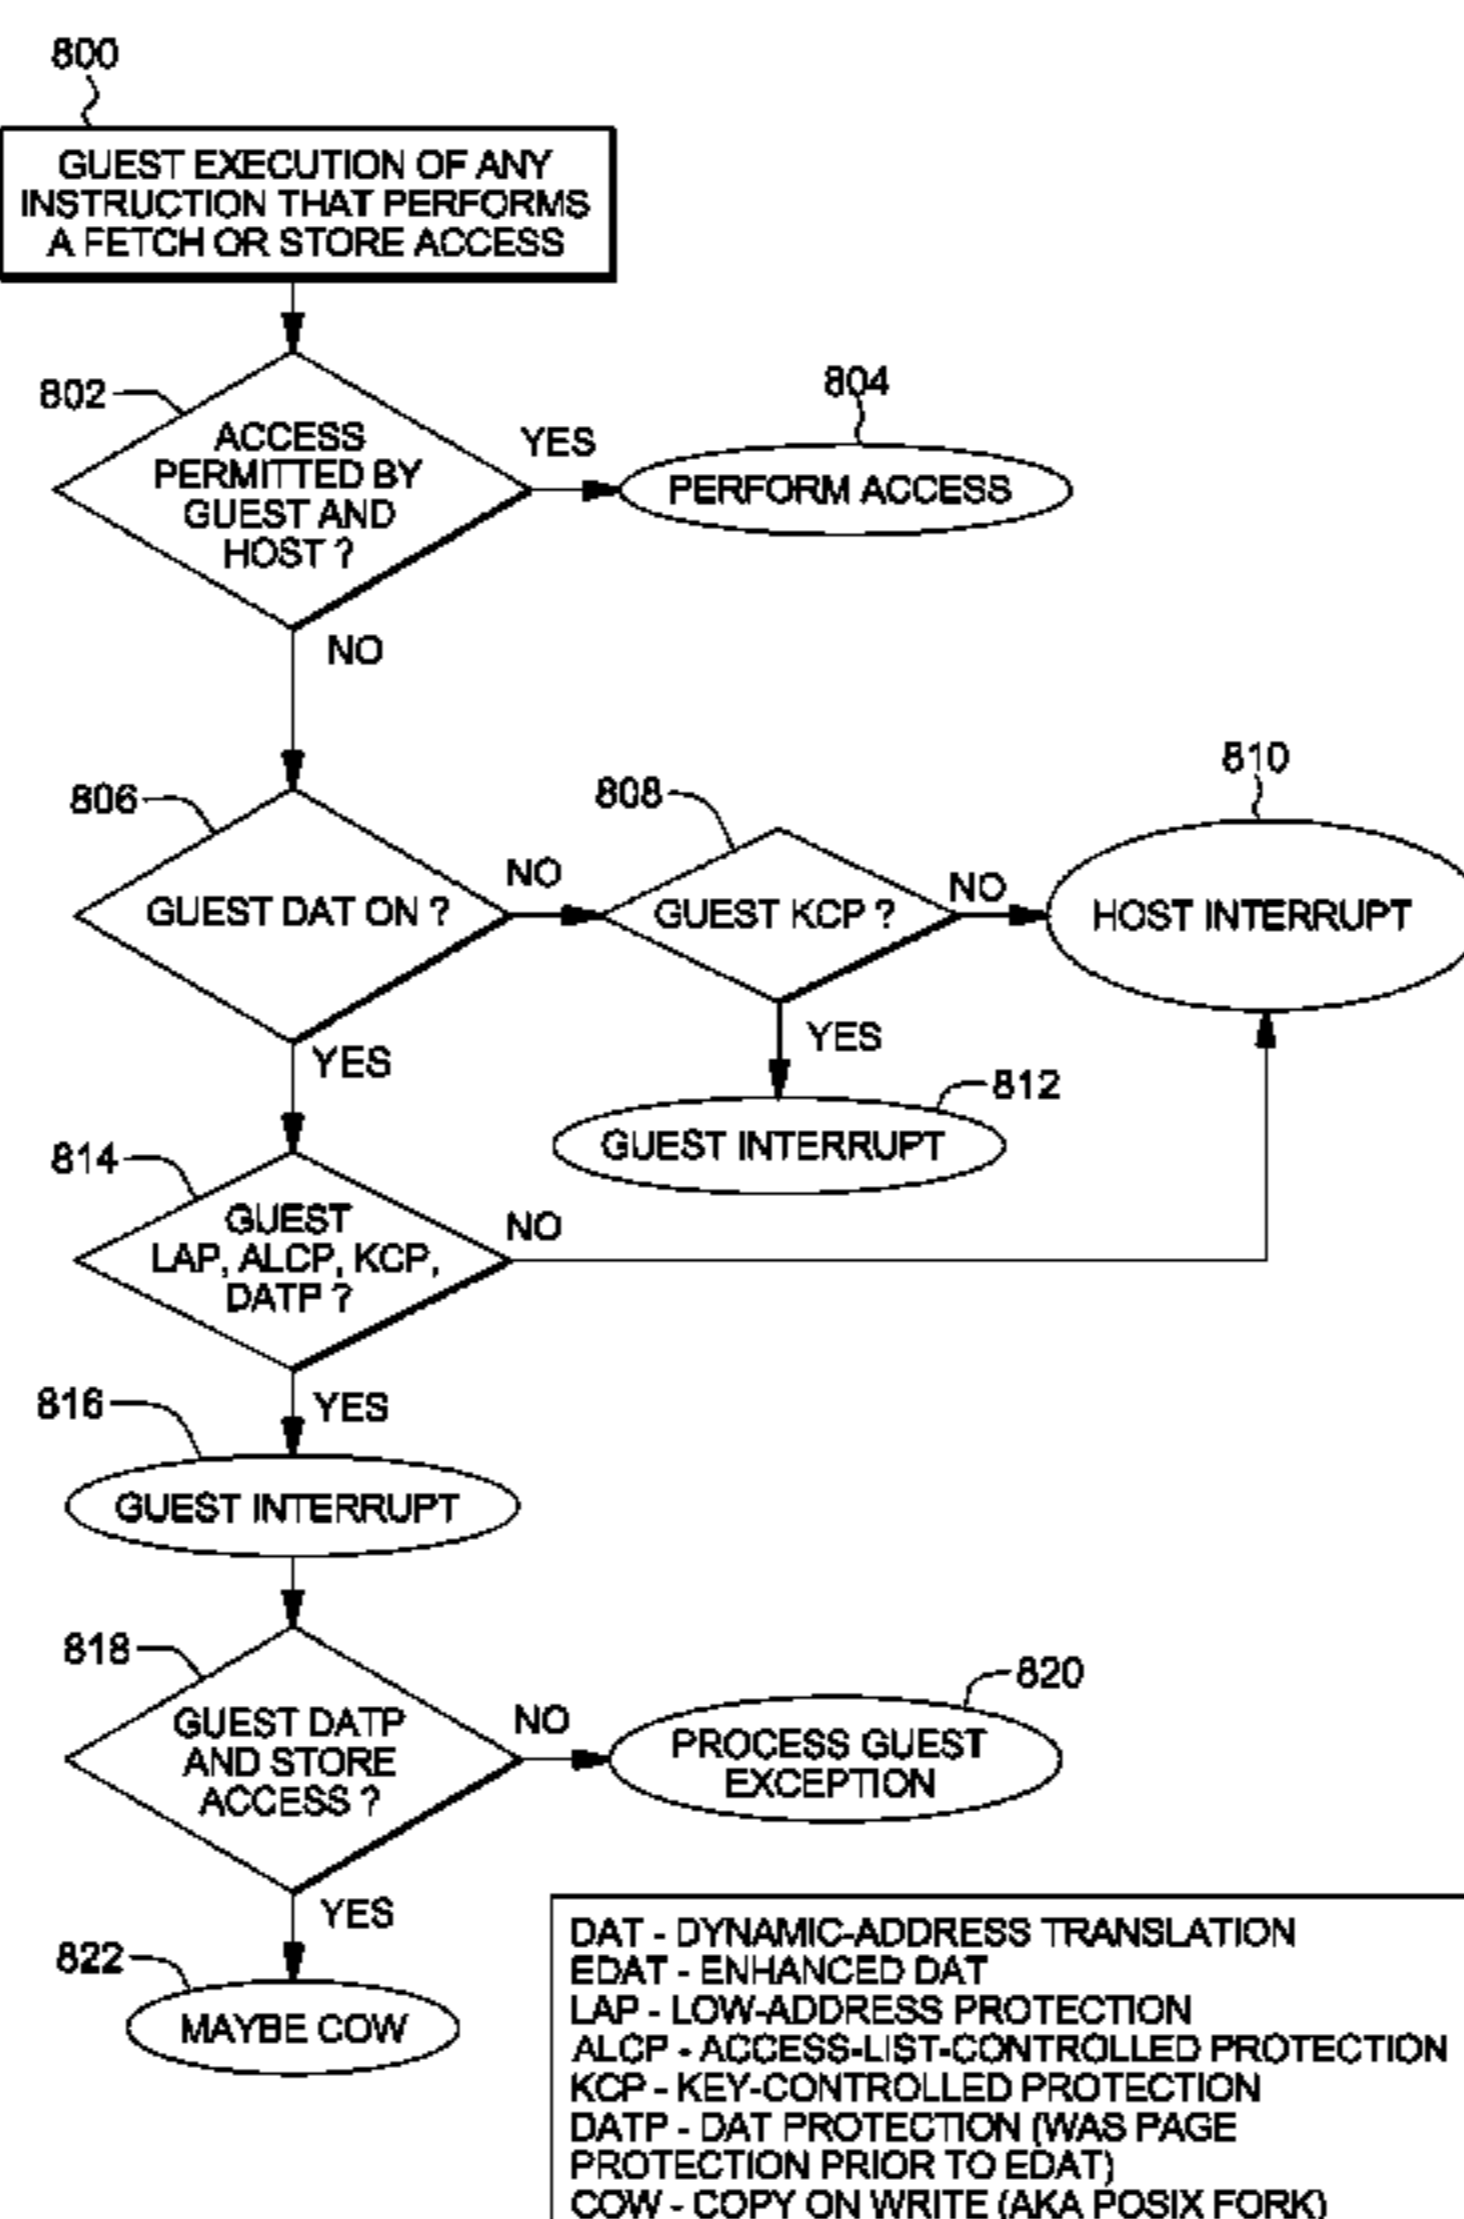 800
GUEST EXECUTION OF ANY
INSTRUCTION THAT PERFORMS
A FETCH OR STORE ACCESS
802
ACCESS
PERMITTED BY
GUEST AND
HOST ?
YES
804
PERFORM ACCESS
NO
806
GUEST DAT ON ?
NO
808
GUEST KCP ?
NO
810
HOST INTERRUPT
YES
812
GUEST INTERRUPT
YES
814
GUEST
LAP, ALCP, KCP,
DATP ?
NO
YES
816
GUEST INTERRUPT
818
GUEST DATP
AND STORE
ACCESS ?
NO
820
PROCESS GUEST
EXCEPTION
YES
822
MAYBE COW
DAT - DYNAMIC-ADDRESS TRANSLATION
EDAT - ENHANCED DAT
LAP - LOW-ADDRESS PROTECTION
ALCP - ACCESS-LIST-CONTROLLED PROTECTION
KCP - KEY-CONTROLLED PROTECTION
DATP - DAT PROTECTION (WAS PAGE
PROTECTION PRIOR TO EDAT)
COW - COPY ON WRITE (AKA POSIX FORK)